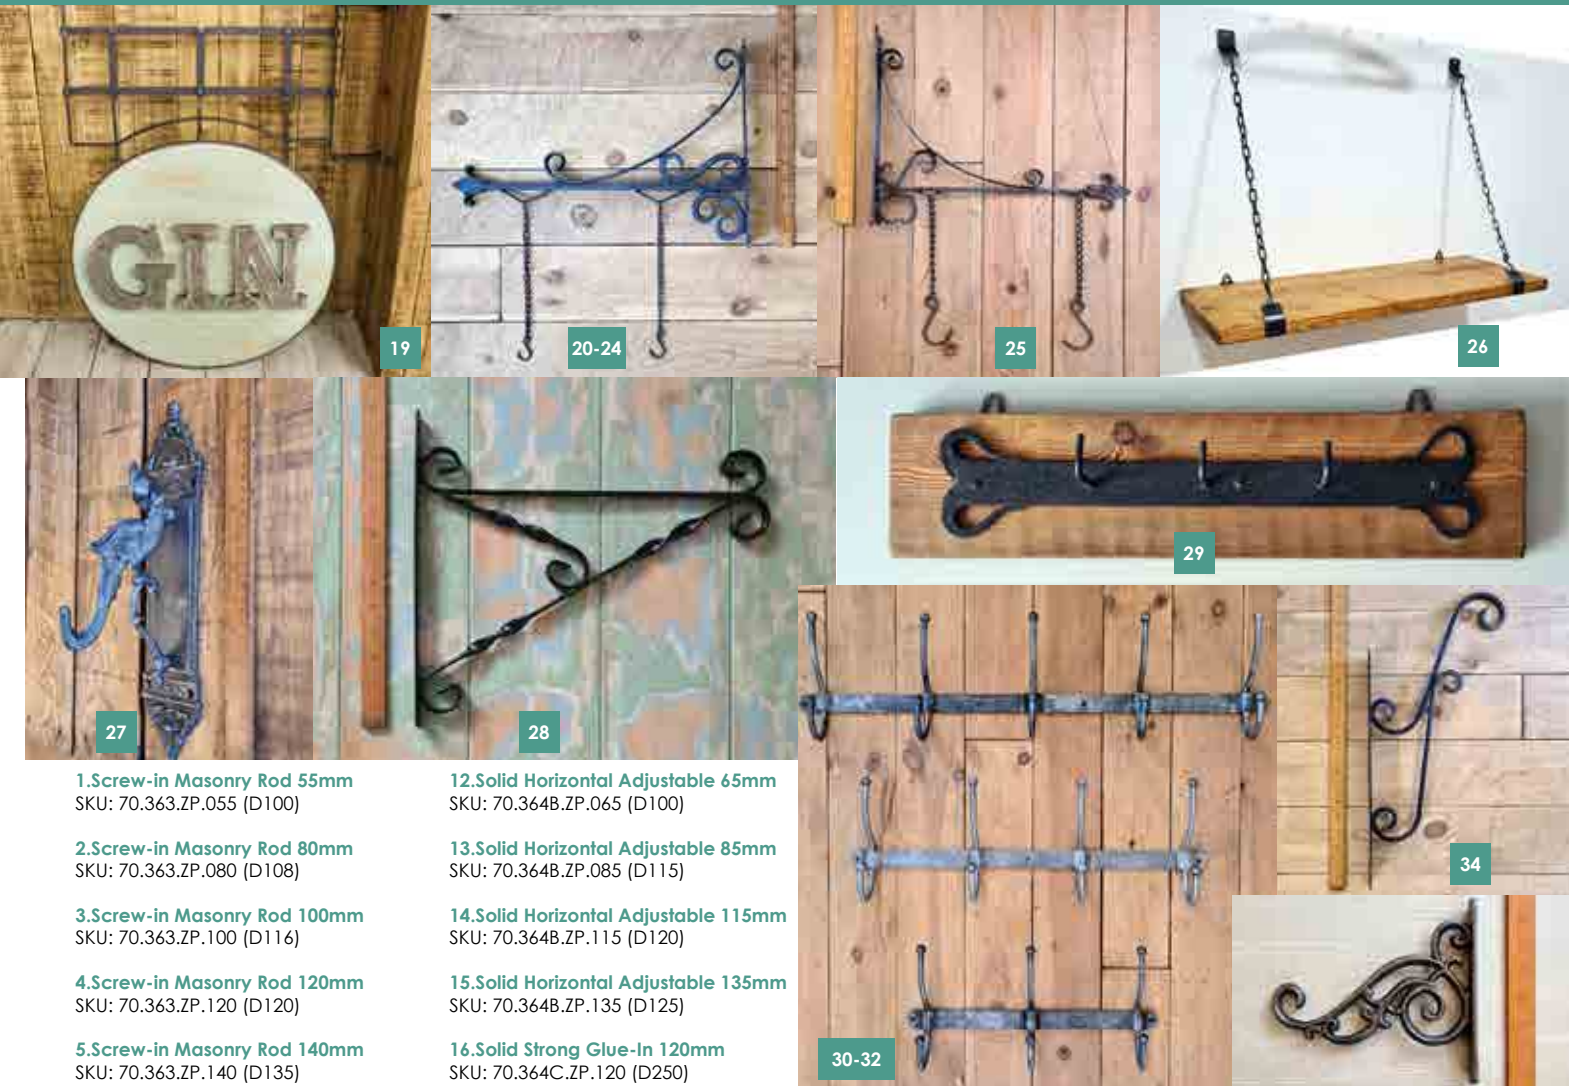 GIN
19
20-24
25
26
27
28
29
1.Screw-in Masonry Rod 55mm
SKU: 70.363.ZP.055 (D100)
2.Screw-in Masonry Rod 80mm
SKU: 70.363.ZP.080 (D108)
3.Screw-in Masonry Rod 100mm
SKU: 70.363.ZP.100 (D116)
4.Screw-in Masonry Rod 120mm
SKU: 70.363.ZP.120 (D120)
5.Screw-in Masonry Rod 140mm
SKU: 70.363.ZP.140 (D135)
12.Solid Horizontal Adjustable 65mm
SKU: 70.364B.ZP.065 (D100)
13.Solid Horizontal Adjustable 85mm
SKU: 70.364B.ZP.085 (D115)
14.Solid Horizontal Adjustable 115mm
SKU: 70.364B.ZP.115 (D120)
15.Solid Horizontal Adjustable 135mm
SKU: 70.364B.ZP.135 (D125)
16.Solid Strong Glue-In 120mm
SKU: 70.364C.ZP.120 (D250)
30-32
34